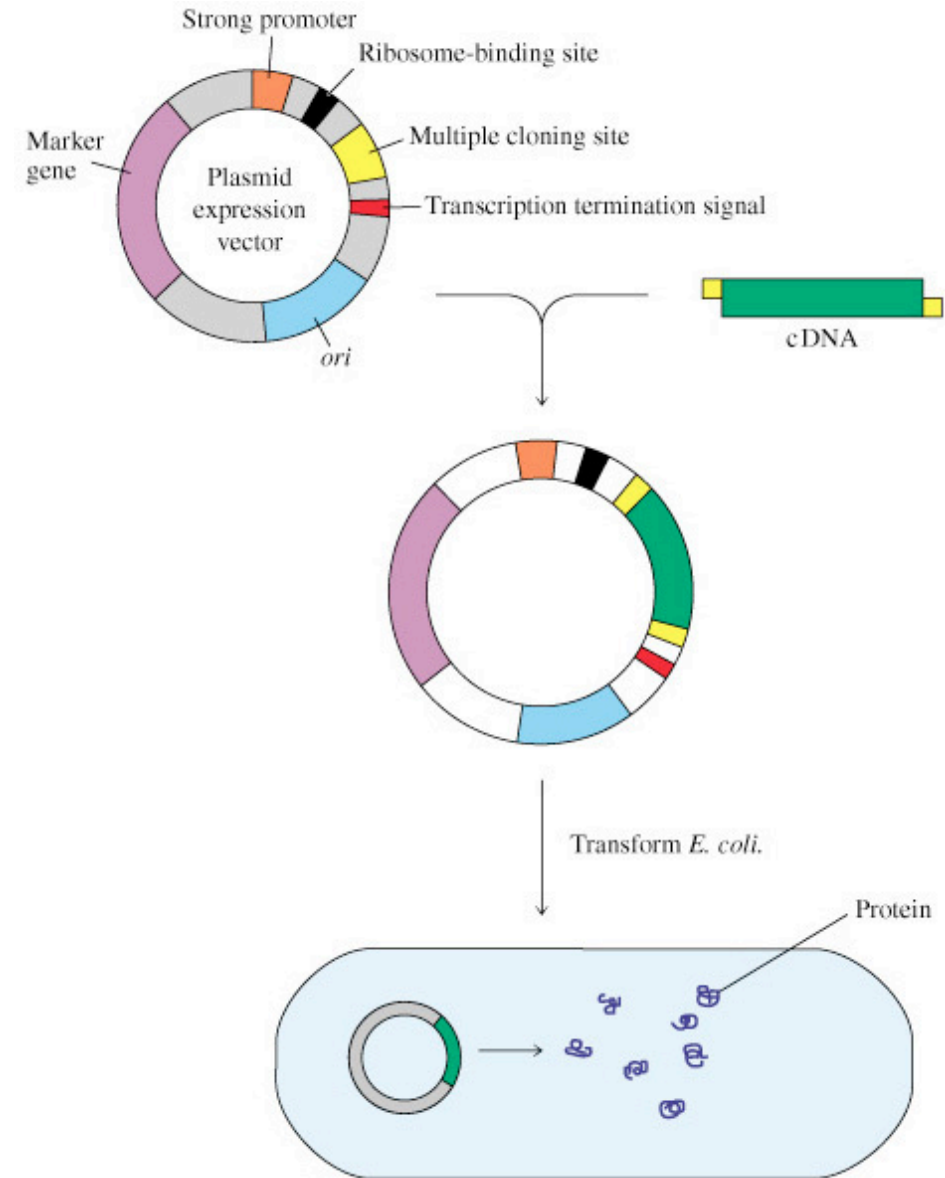 Strong promoter
Ribosome-binding site
Marker
gene
Multiple cloning site
Plasmid
expression
vector
Transcription termination signal
ori
cDNA
Transform E. coli.
Protein